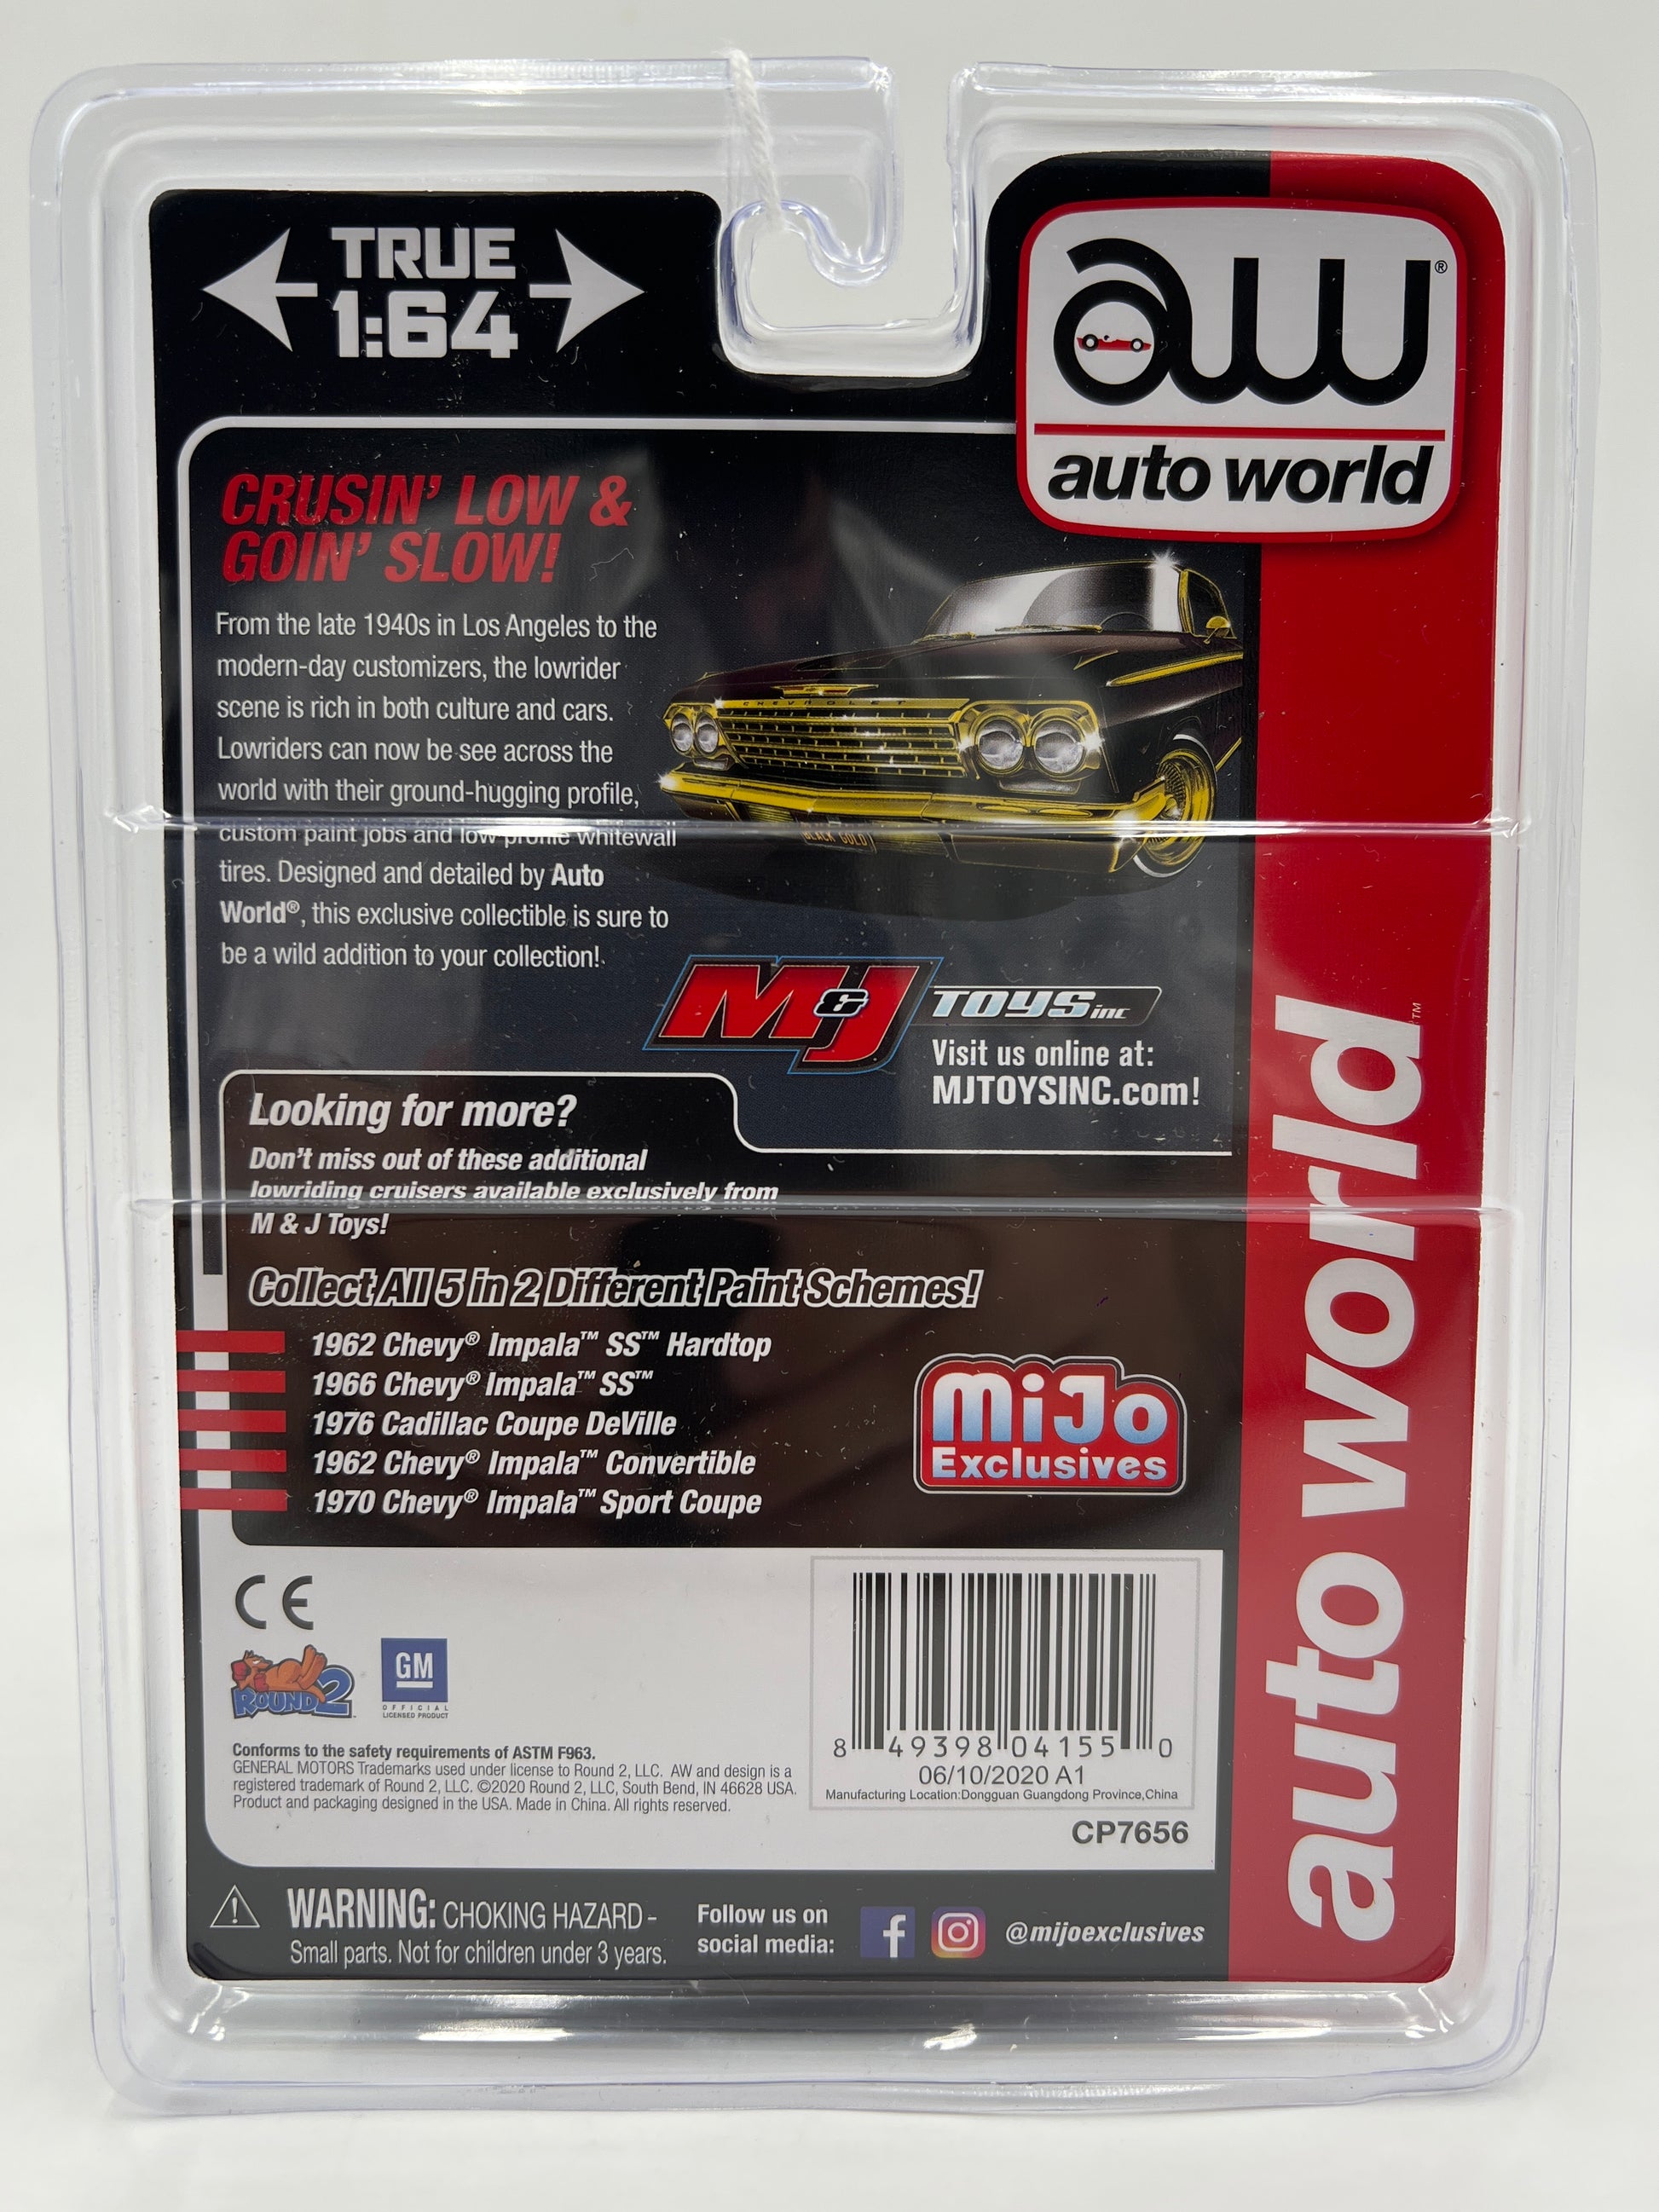 TRUE
1:64
aw®
auto world
CRUSIN' LOW &
GOIN' SLOW!
From the late 1940s in Los Angeles to the
modern-day customizers, the lowrider
scene is rich in both culture and cars.
Lowriders can now be see across the
world with their ground-hugging profile,
custom paint jobs and low-profile whitewall
tires. Designed and detailed by Auto
World®, this exclusive collectible is sure to
be a wild addition to your collection!
CHEVROLET
BLACK GOLD
M&J TOYS inc
Visit us online at:
MJTOYSINC.com!
Looking for more?
Don't miss out of these additional
lowriding cruisers available exclusively from
M & J Toys!
Collect All 5 in 2 Different Paint Schemes!
1962 Chevy® Impala™ SS™ Hardtop
1966 Chevy® Impala™ SS™
1976 Cadillac Coupe DeVille
1962 Chevy® Impala™ Convertible
1970 Chevy® Impala™ Sport Coupe
MiJo
Exclusives
auto world™
CE
ROUND 2
GM
OFFICIAL
LICENSED PRODUCT
Conforms to the safety requirements of ASTM F963.
GENERAL MOTORS Trademarks used under license to Round 2, LLC. AW and design is a
registered trademark of Round 2, LLC. ©2020 Round 2, LLC, South Bend, IN 46628 USA.
Product and packaging designed in the USA. Made in China. All rights reserved.
8 49398 04155 0
06/10/2020 A1
Manufacturing Location:Dongguan Guangdong Province,China
CP7656
WARNING: CHOKING HAZARD -
Small parts. Not for children under 3 years.
Follow us on
social media:
@mijoexclusives